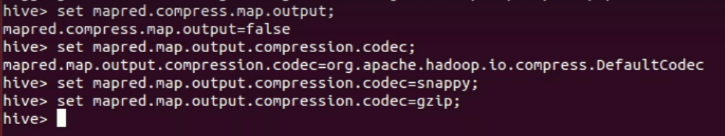 hive> set mapred.compress.map.output;
mapred.compress.map.output=false
hive> set mapred.map.output.compression.codec;
mapred.map.output.compression.codec=org.apache.hadoop.io.compress.DefaultCodec
hive> set mapred.map.output.compression.codec=snappy;
hive> set mapred.map.output.compression.codec=gzip;
hive>